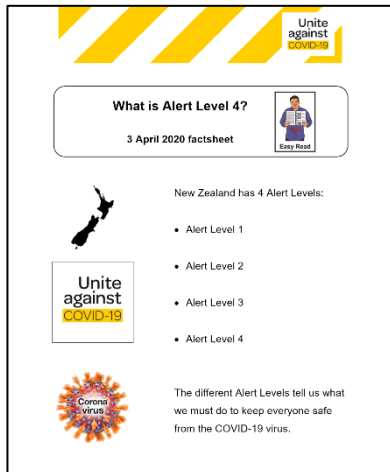 Unite
against
COVID-19
What is Alert Level 4?
3 April 2020 factsheet
Easy Read
New Zealand has 4 Alert Levels:
• Alert Level 1
• Alert Level 2
• Alert Level 3
• Alert Level 4
Unite
against
COVID-19
Corona
virus
The different Alert Levels tell us what
we must do to keep everyone safe
from the COVID-19 virus.